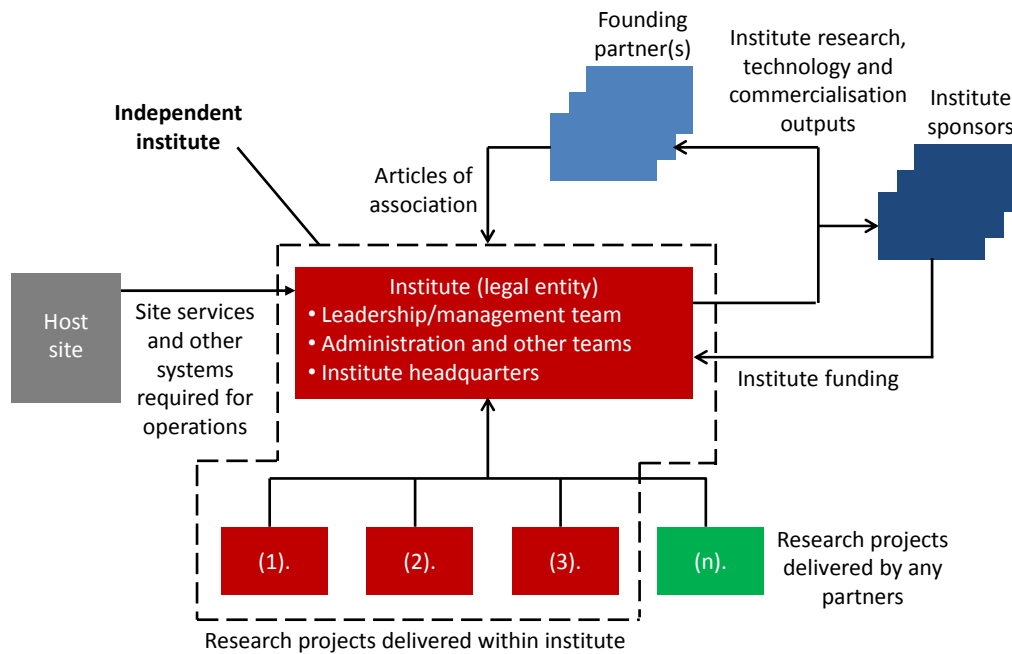 Founding
partner(s)
Institute research,
technology and
commercialisation
outputs
Institute
sponsors
Independent
institute
Articles of
association
Host
site
Site services
and other
systems
required for
operations
Institute (legal entity)
• Leadership/management team
• Administration and other teams
• Institute headquarters
Institute funding
(1).
(2).
(3).
(n).
Research projects
delivered by any
partners
Research projects delivered within institute